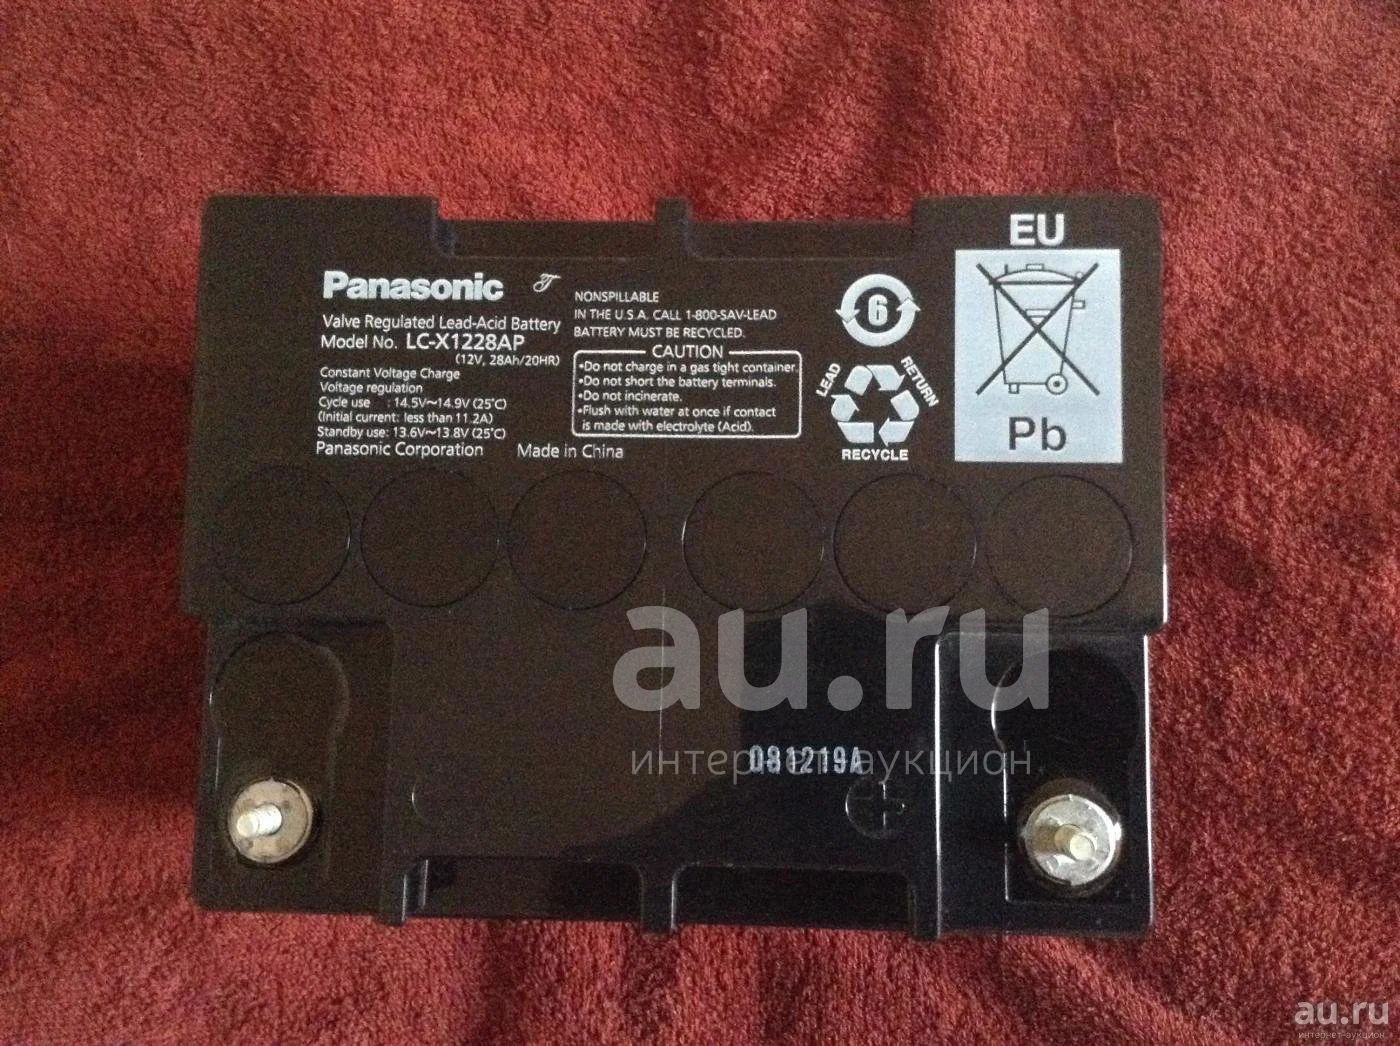 EU
Panasonic
Valve Regulated Lead-Acid Battery
Model No. LC-X1228AP
(12V, 28Ah/20HR)
Constant Voltage Charge
Voltage regulation
Cycle use : 14.5V~14.9V (25℃)
(Initial current: less than 11.2A)
Standby use: 13.6V~13.8V (25℃)
Panasonic Corporation
Made in China
NONSPILLABLE
IN THE U.S.A. CALL 1-800-SAV-LEAD
BATTERY MUST BE RECYCLED.
CAUTION
•Do not charge in a gas tight container.
•Do not short the battery terminals.
•Do not incinerate.
•Flush with water at once if contact
is made with electrolyte (Acid).
6
LEAD
RETURN
RECYCLE
Pb
au.ru
интернет-аукцион
081219A
au.ru
интернет-аукцион